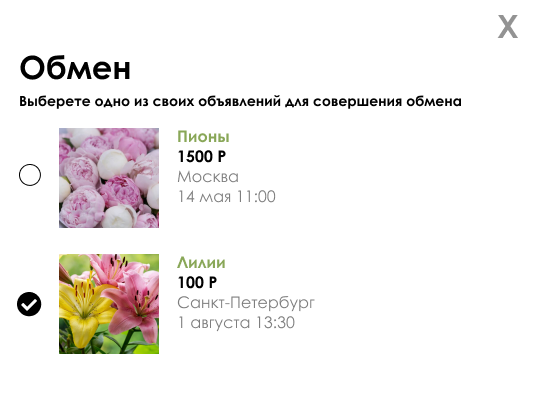 X
Обмен
Выберете одно из своих объявлений для совершения обмена
Пионы
1500 Р
Москва
14 мая 11:00
Лилии
100 Р
Санкт-Петербург
1 августа 13:30